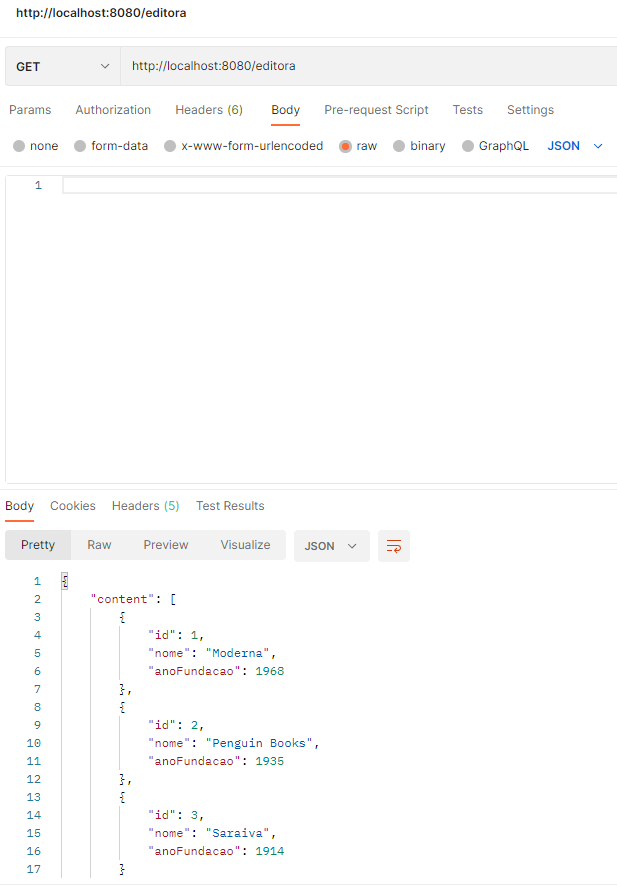 http://localhost:8080/editora
GET http://localhost:8080/editora
Params Authorization Headers (6) Body Pre-request Script Tests Settings
none form-data x-www-form-urlencoded raw binary GraphQL JSON
1
Body Cookies Headers (5) Test Results
Pretty Raw Preview Visualize JSON
1 {
2 "content": [
3 {
4 "id": 1,
5 "nome": "Moderna",
6 "anoFundacao": 1968
7 },
8 {
9 "id": 2,
10 "nome": "Penguin Books",
11 "anoFundacao": 1935
12 },
13 {
14 "id": 3,
15 "nome": "Saraiva",
16 "anoFundacao": 1914
17 }